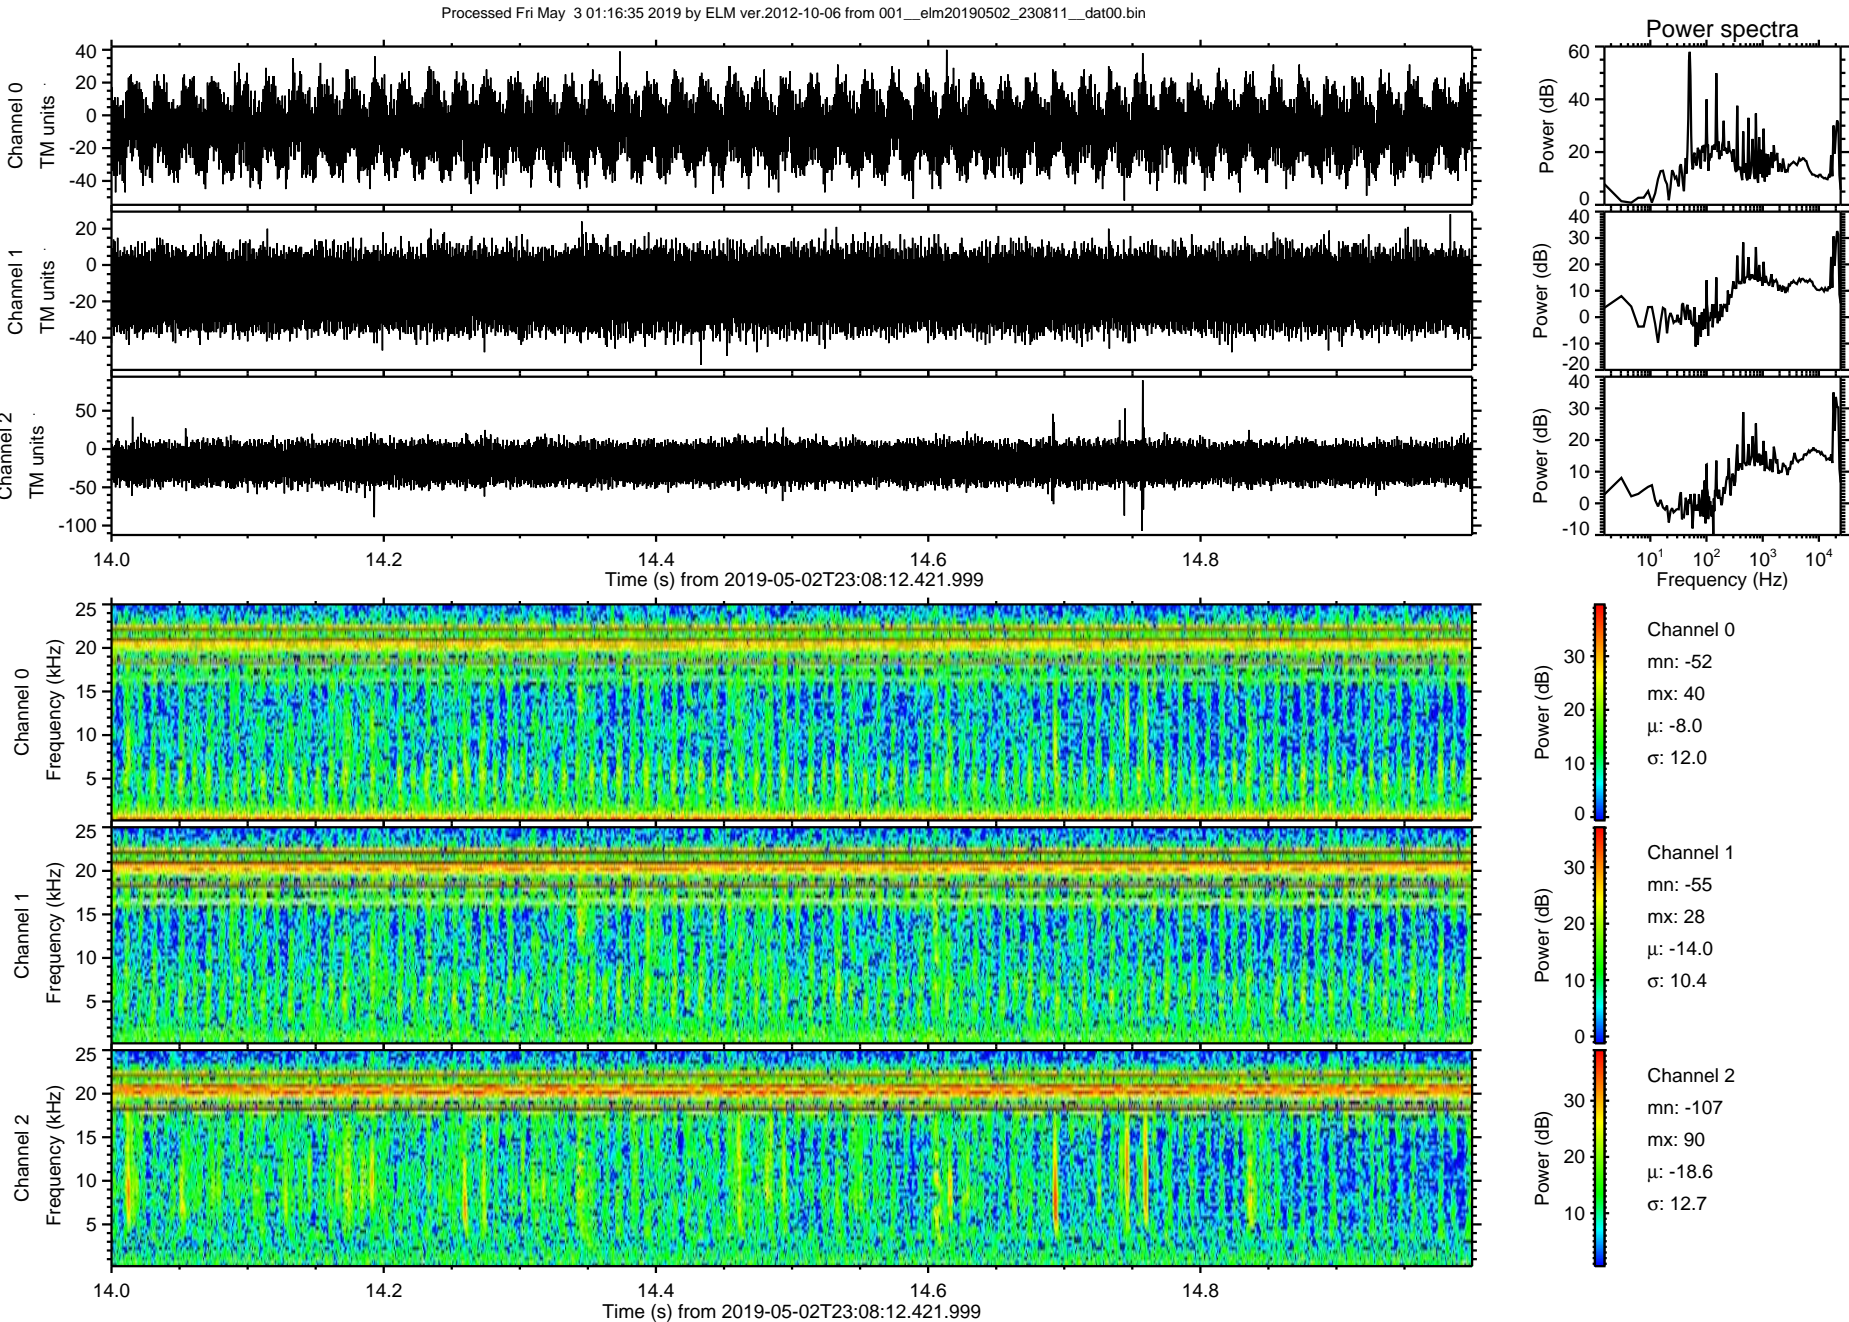 Processed Fri May  3 01:16:35 2019 by ELM ver.2012-10-06 from 001__elm20190502_230811__dat00.bin
Power spectra
Channel 0
TM units
40
20
0
-20
-40
Power (dB)
60
40
20
0
Channel 1
TM units
20
0
-20
-40
Power (dB)
40
30
20
10
0
-10
-20
Channel 2
TM units
50
0
-50
-100
Power (dB)
40
30
20
10
0
-10
14.0 14.2 14.4 14.6 14.8
Time (s) from 2019-05-02T23:08:12.421.999
10^1 10^2 10^3 10^4
Frequency (Hz)
Channel 0
Frequency (kHz)
25
20
15
10
5
Power (dB)
30
20
10
0
Channel 0
mn: -52
mx: 40
μ: -8.0
σ: 12.0
Channel 1
Frequency (kHz)
25
20
15
10
5
Power (dB)
30
20
10
0
Channel 1
mn: -55
mx: 28
μ: -14.0
σ: 10.4
Channel 2
Frequency (kHz)
25
20
15
10
5
Power (dB)
30
20
10
Channel 2
mn: -107
mx: 90
μ: -18.6
σ: 12.7
14.0 14.2 14.4 14.6 14.8
Time (s) from 2019-05-02T23:08:12.421.999